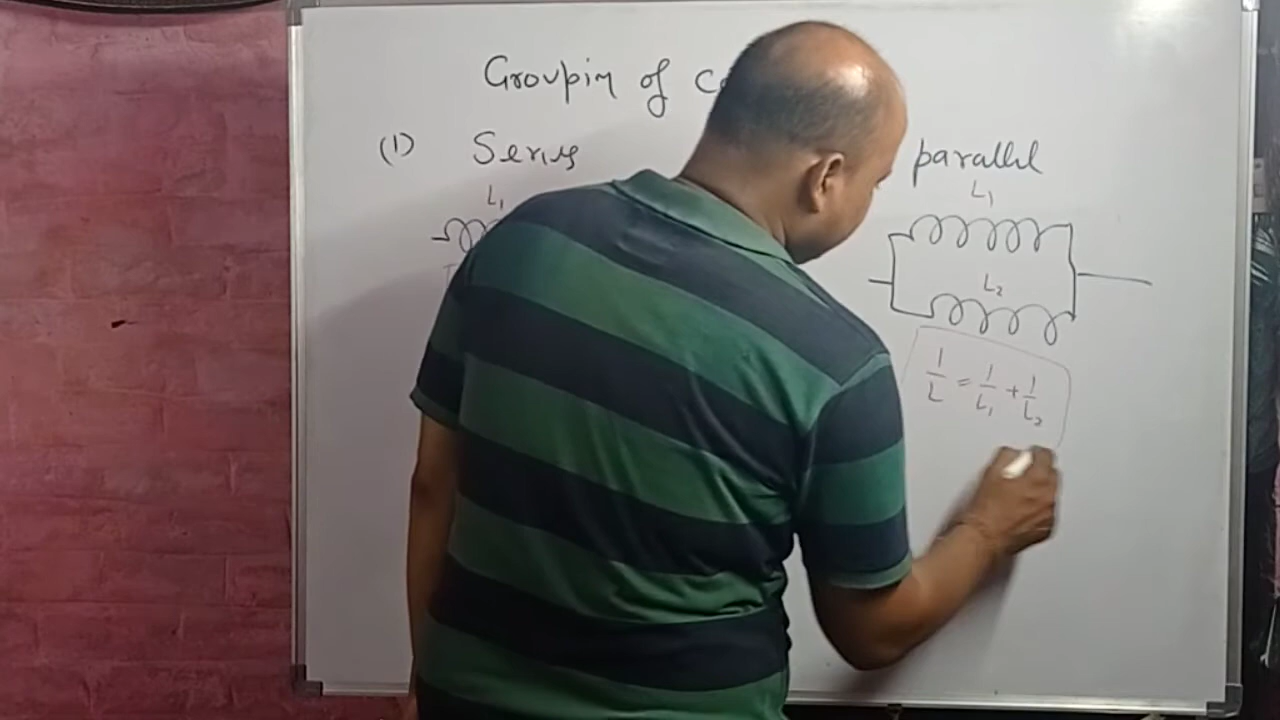 Groupin of
(1) Series
L₁
parallel
L₁
L₂
1/L = 1/L₁ + 1/L₂